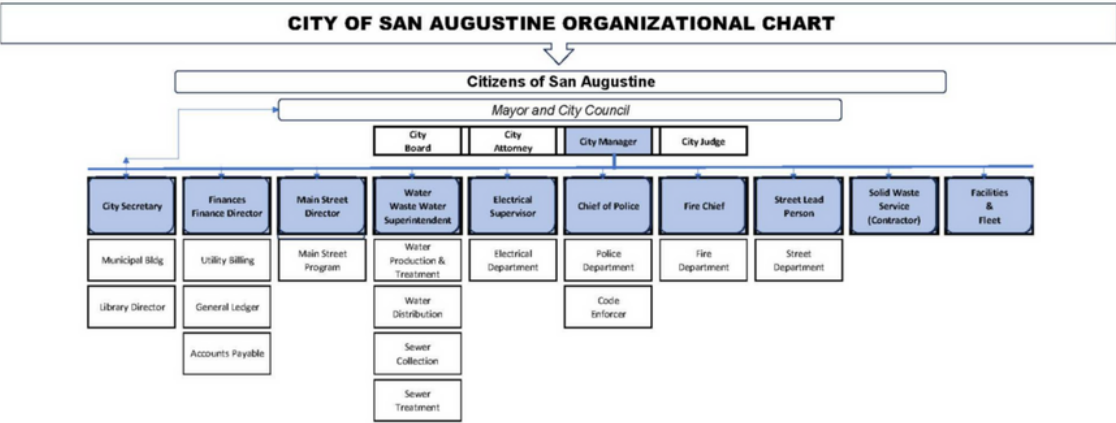 CITY OF SAN AUGUSTINE ORGANIZATIONAL CHART
Citizens of San Augustine
Mayor and City Council
City
Board
City
Attorney
City Manager
City Judge
City Secretary
Finances
Finance Director
Main Street
Director
Water
Waste Water
Superintendent
Electrical
Supervisor
Chief of Police
Fire Chief
Street Lead
Person
Solid Waste
Service
(Contractor)
Facilities
&
Fleet
Municipal Bldg
Utility Billing
Main Street
Program
Water
Production &
Treatment
Electrical
Department
Police
Department
Fire
Department
Street
Department
Library Director
General Ledger
Water
Distribution
Code
Enforcer
Accounts Payable
Sewer
Collection
Sewer
Treatment